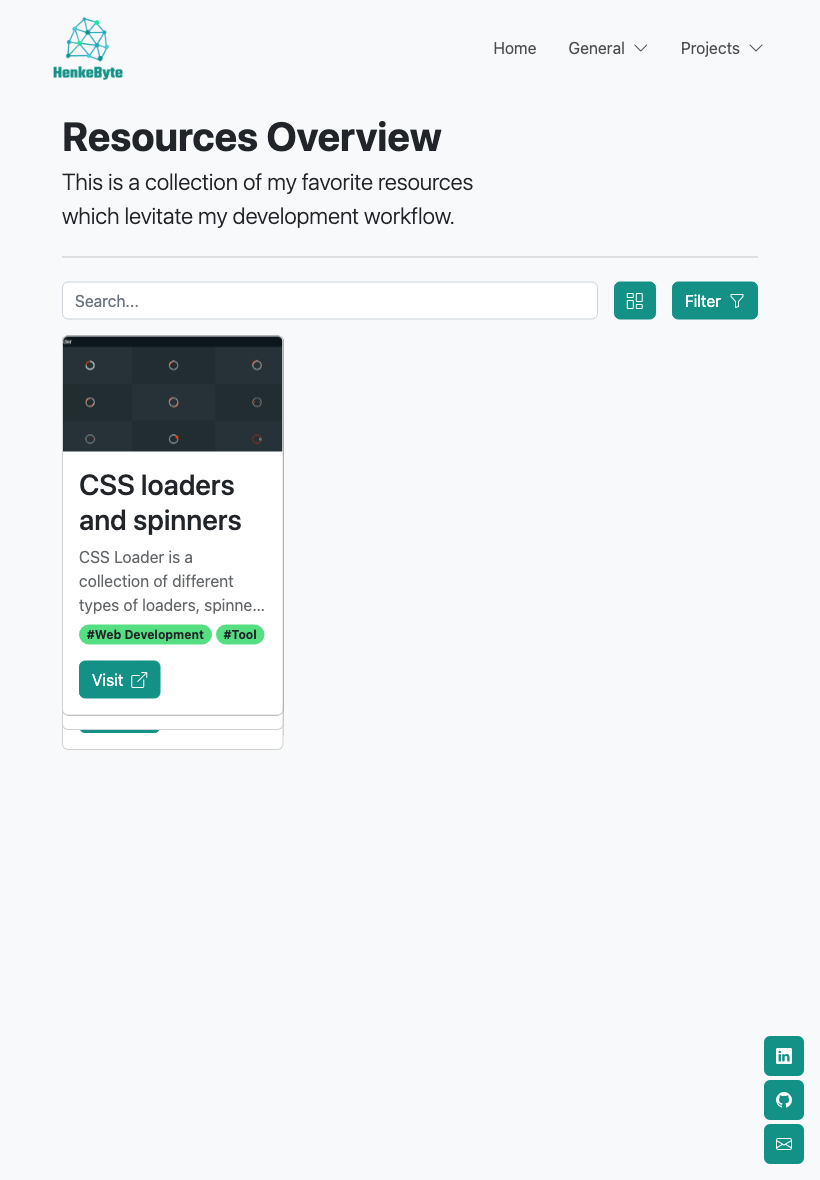 HenkeByte
Home
General
Projects
Resources Overview
This is a collection of my favorite resources
which levitate my development workflow.
Search...
Filter
CSS loaders
and spinners
CSS Loader is a
collection of different
types of loaders, spinne...
#Web Development #Tool
Visit